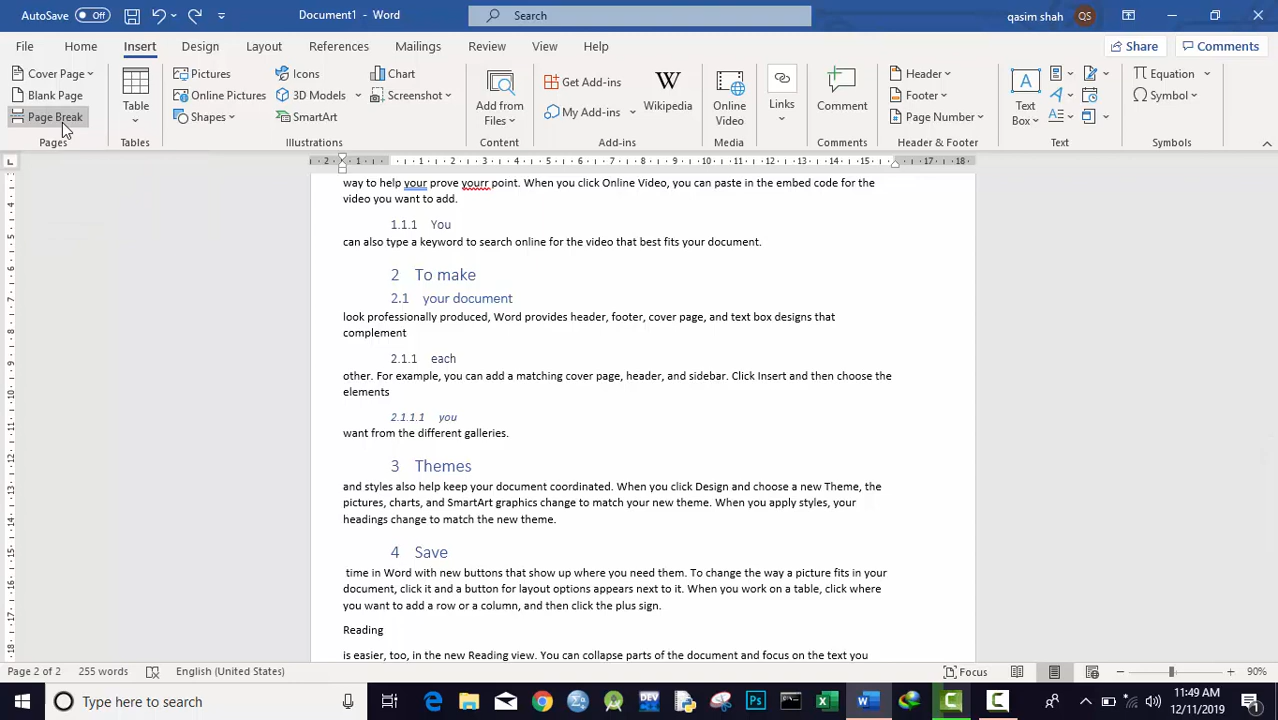 AutoSave Off Document1 - Word Search qasim shah QS
File Home Insert Design Layout References Mailings Review View Help Share Comments
Cover Page
Blank Page
Page Break
Pages
Table
Tables
Pictures
Online Pictures
Shapes
Icons
3D Models
SmartArt
Chart
Screenshot
Illustrations
Add from
Files
Content
Get Add-ins
My Add-ins
Wikipedia
Add-ins
Online
Video
Media
Links
Comment
Comments
Header
Footer
Page Number
Header & Footer
Text
Box
Text
Equation
Symbol
Symbols
way to help your prove yourr point. When you click Online Video, you can paste in the embed code for the
video you want to add.
1.1.1 You
can also type a keyword to search online for the video that best fits your document.
2 To make
2.1 your document
look professionally produced, Word provides header, footer, cover page, and text box designs that
complement
2.1.1 each
other. For example, you can add a matching cover page, header, and sidebar. Click Insert and then choose the
elements
2.1.1.1 you
want from the different galleries.
3 Themes
and styles also help keep your document coordinated. When you click Design and choose a new Theme, the
pictures, charts, and SmartArt graphics change to match your new theme. When you apply styles, your
headings change to match the new theme.
4 Save
time in Word with new buttons that show up where you need them. To change the way a picture fits in your
document, click it and a button for layout options appears next to it. When you work on a table, click where
you want to add a row or a column, and then click the plus sign.
Reading
is easier, too, in the new Reading view. You can collapse parts of the document and focus on the text you
Page 2 of 2 255 words English (United States) Focus 90%
Type here to search
11:49 AM
12/11/2019